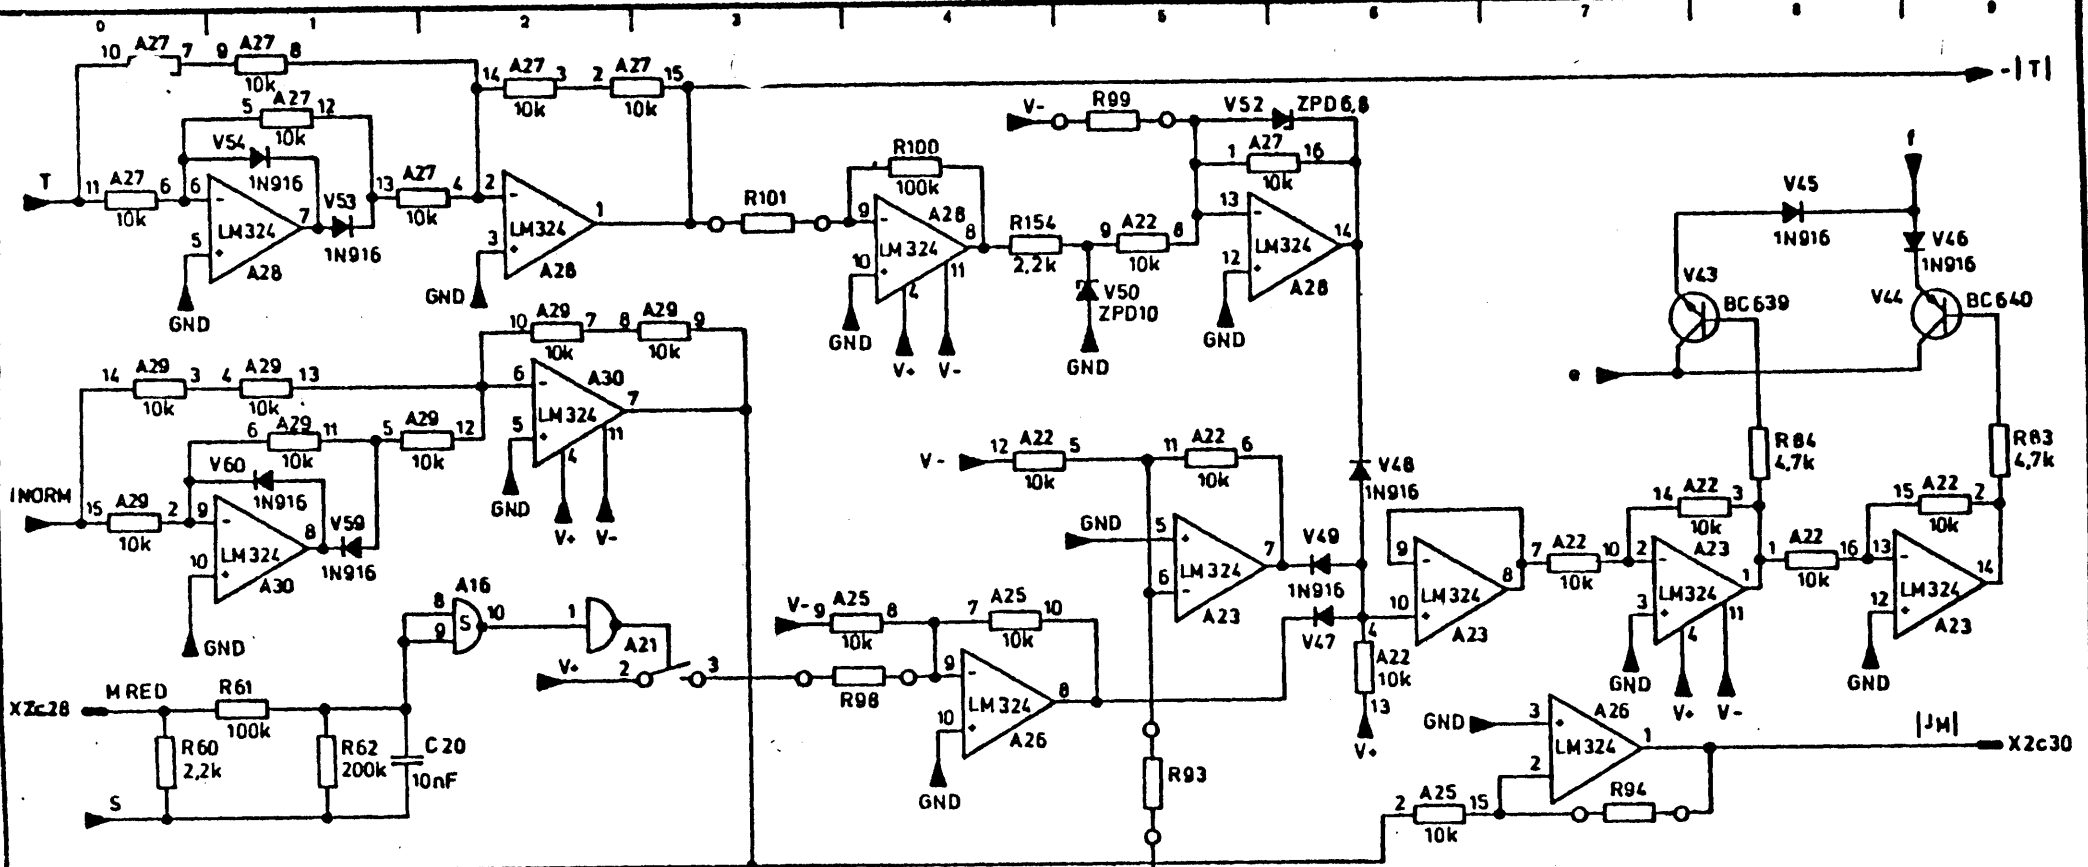 0 1 2 3 4 5 6 7 8 9
10 A27 7 9 A27 8
10k
14 A27 3 2 A27 15
10k 10k
-|T|
5 A27 12
10k
V54
1N916
T
11 A27 6 6 - 7
10k
LM324
5 +
A28
GND
V53
1N916
13 A27 4 2 - 1
10k
LM324
3 +
A28
GND
R101
R100
100k
9 - A28 8
LM324
10 + 4 11
GND V+ V-
R154
2,2k
V50
ZPD10
GND
9 A22 8
10k
V- R99
V52 ZPD6,8
1 A27 16
10k
13 - 14
LM324
12 +
A28
GND
f
V45
1N916
V46
1N916
V43
BC639
V44
BC640
e
10 A29 7 8 A29 9
10k 10k
14 A29 3 4 A29 13
10k 10k
6 - A30 7
LM324
5 + 4 11
GND V+ V-
6 A29 11 5 A29 12
10k 10k
V60
1N916
INORM
15 A29 2 9 - 8
10k
LM324
10 +
A30
GND
V59
1N916
V- 12 A22 5 11 A22 6
10k 10k
GND
5 + 7
LM324
6 -
A23
V48
1N916
V49
1N916
V47
9 - 8
LM324
10 +
A23
4
A22
10k
13
V+
7 A22 10
10k
14 A22 3
10k
2 - A23 1
LM324
3 + 4 11
GND V+ V-
R84
4,7k
1 A22 16
10k
15 A22 2
10k
R83
4,7k
13 - 14
LM324
12 +
A23
GND
A16
8 9 S 10
1 A21
V+ 2 3
V- 9 A25 8 7 A25 10
10k 10k
R98
9 - 8
LM324
10 +
A26
GND
XZc28 MRED R61
100k
R60
2,2k
R62
200k
C20
10nF
S
R93
GND
3 + A26 1
LM324
2 -
|JM| X2c30
2 A25 15
10k
R94